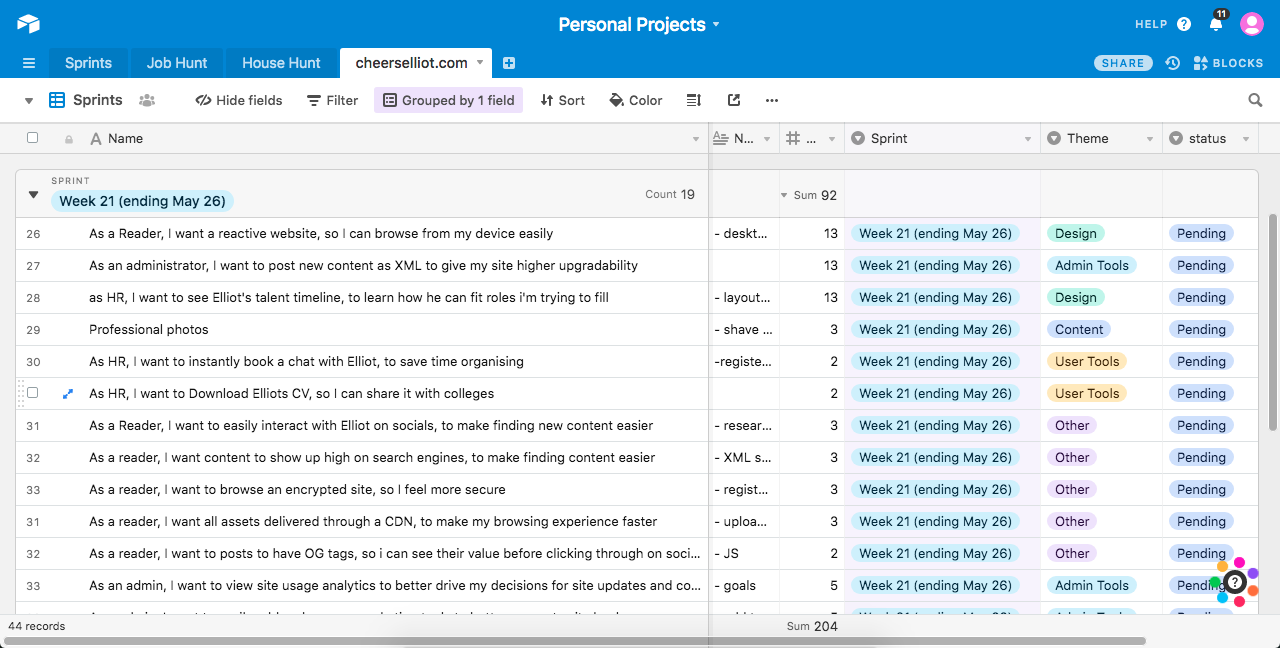 Personal Projects
HELP ? 11
Sprints Job Hunt House Hunt cheerselliot.com SHARE BLOCKS
Sprints Hide fields Filter Grouped by 1 field Sort Color ...
A Name N... ... Sprint Theme status
SPRINT
Week 21 (ending May 26) Count 19 Sum 92
26 As a Reader, I want a reactive website, so I can browse from my device easily - deskt... 13 Week 21 (ending May 26) Design Pending
27 As an administrator, I want to post new content as XML to give my site higher upgradability 13 Week 21 (ending May 26) Admin Tools Pending
28 as HR, I want to see Elliot's talent timeline, to learn how he can fit roles i'm trying to fill - layout... 13 Week 21 (ending May 26) Design Pending
29 Professional photos - shave ... 3 Week 21 (ending May 26) Content Pending
30 As HR, I want to instantly book a chat with Elliot, to save time organising -registe... 2 Week 21 (ending May 26) User Tools Pending
As HR, I want to Download Elliots CV, so I can share it with colleges 2 Week 21 (ending May 26) User Tools Pending
31 As a Reader, I want to easily interact with Elliot on socials, to make finding new content easier - resear... 3 Week 21 (ending May 26) Other Pending
32 As a reader, I want content to show up high on search engines, to make finding content easier - XML s... 3 Week 21 (ending May 26) Other Pending
33 As a reader, I want to browse an encrypted site, so I feel more secure - regist... 3 Week 21 (ending May 26) Other Pending
31 As a reader, I want all assets delivered through a CDN, to make my browsing experience faster - uploa... 3 Week 21 (ending May 26) Other Pending
32 As a reader, I want to posts to have OG tags, so i can see their value before clicking through on soci... - JS 2 Week 21 (ending May 26) Other Pending
33 As an admin, I want to view site usage analytics to better drive my decisions for site updates and co... - goals 5 Week 21 (ending May 26) Admin Tools Pending
44 records Sum 204